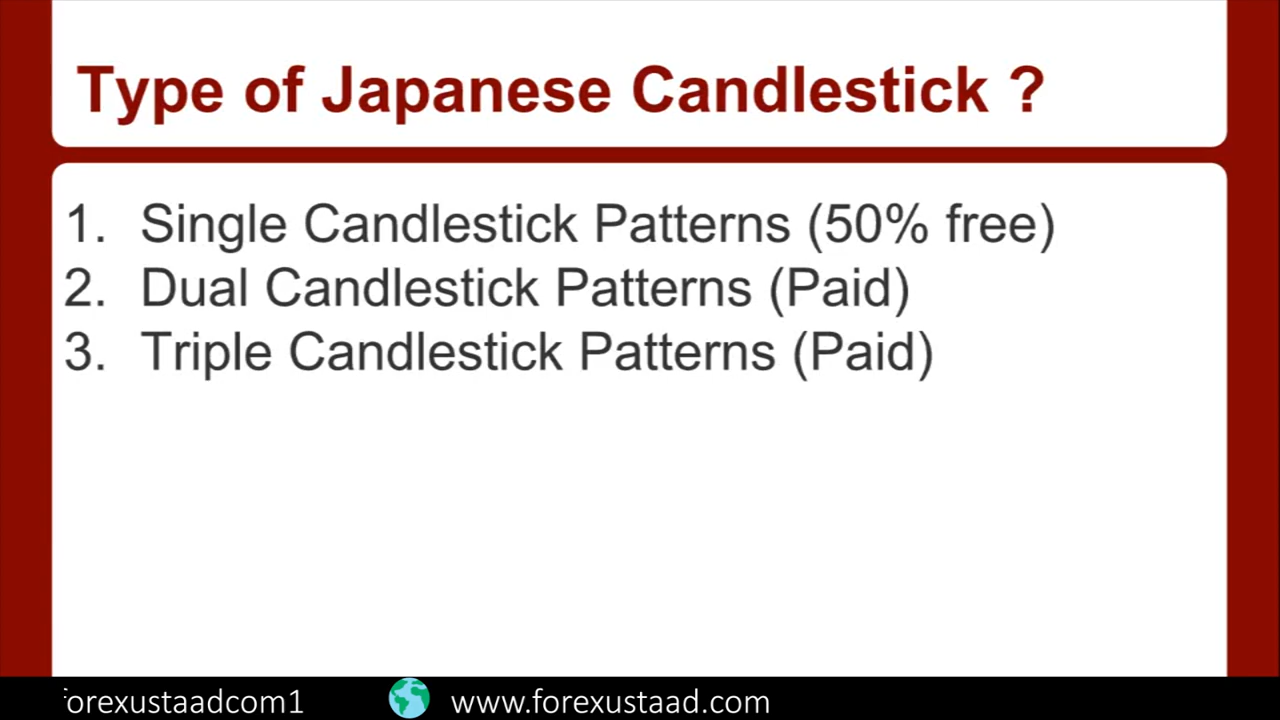 Type of Japanese Candlestick ?
1. Single Candlestick Patterns (50% free)
2. Dual Candlestick Patterns (Paid)
3. Triple Candlestick Patterns (Paid)
forexustaadcom1 www.forexustaad.com